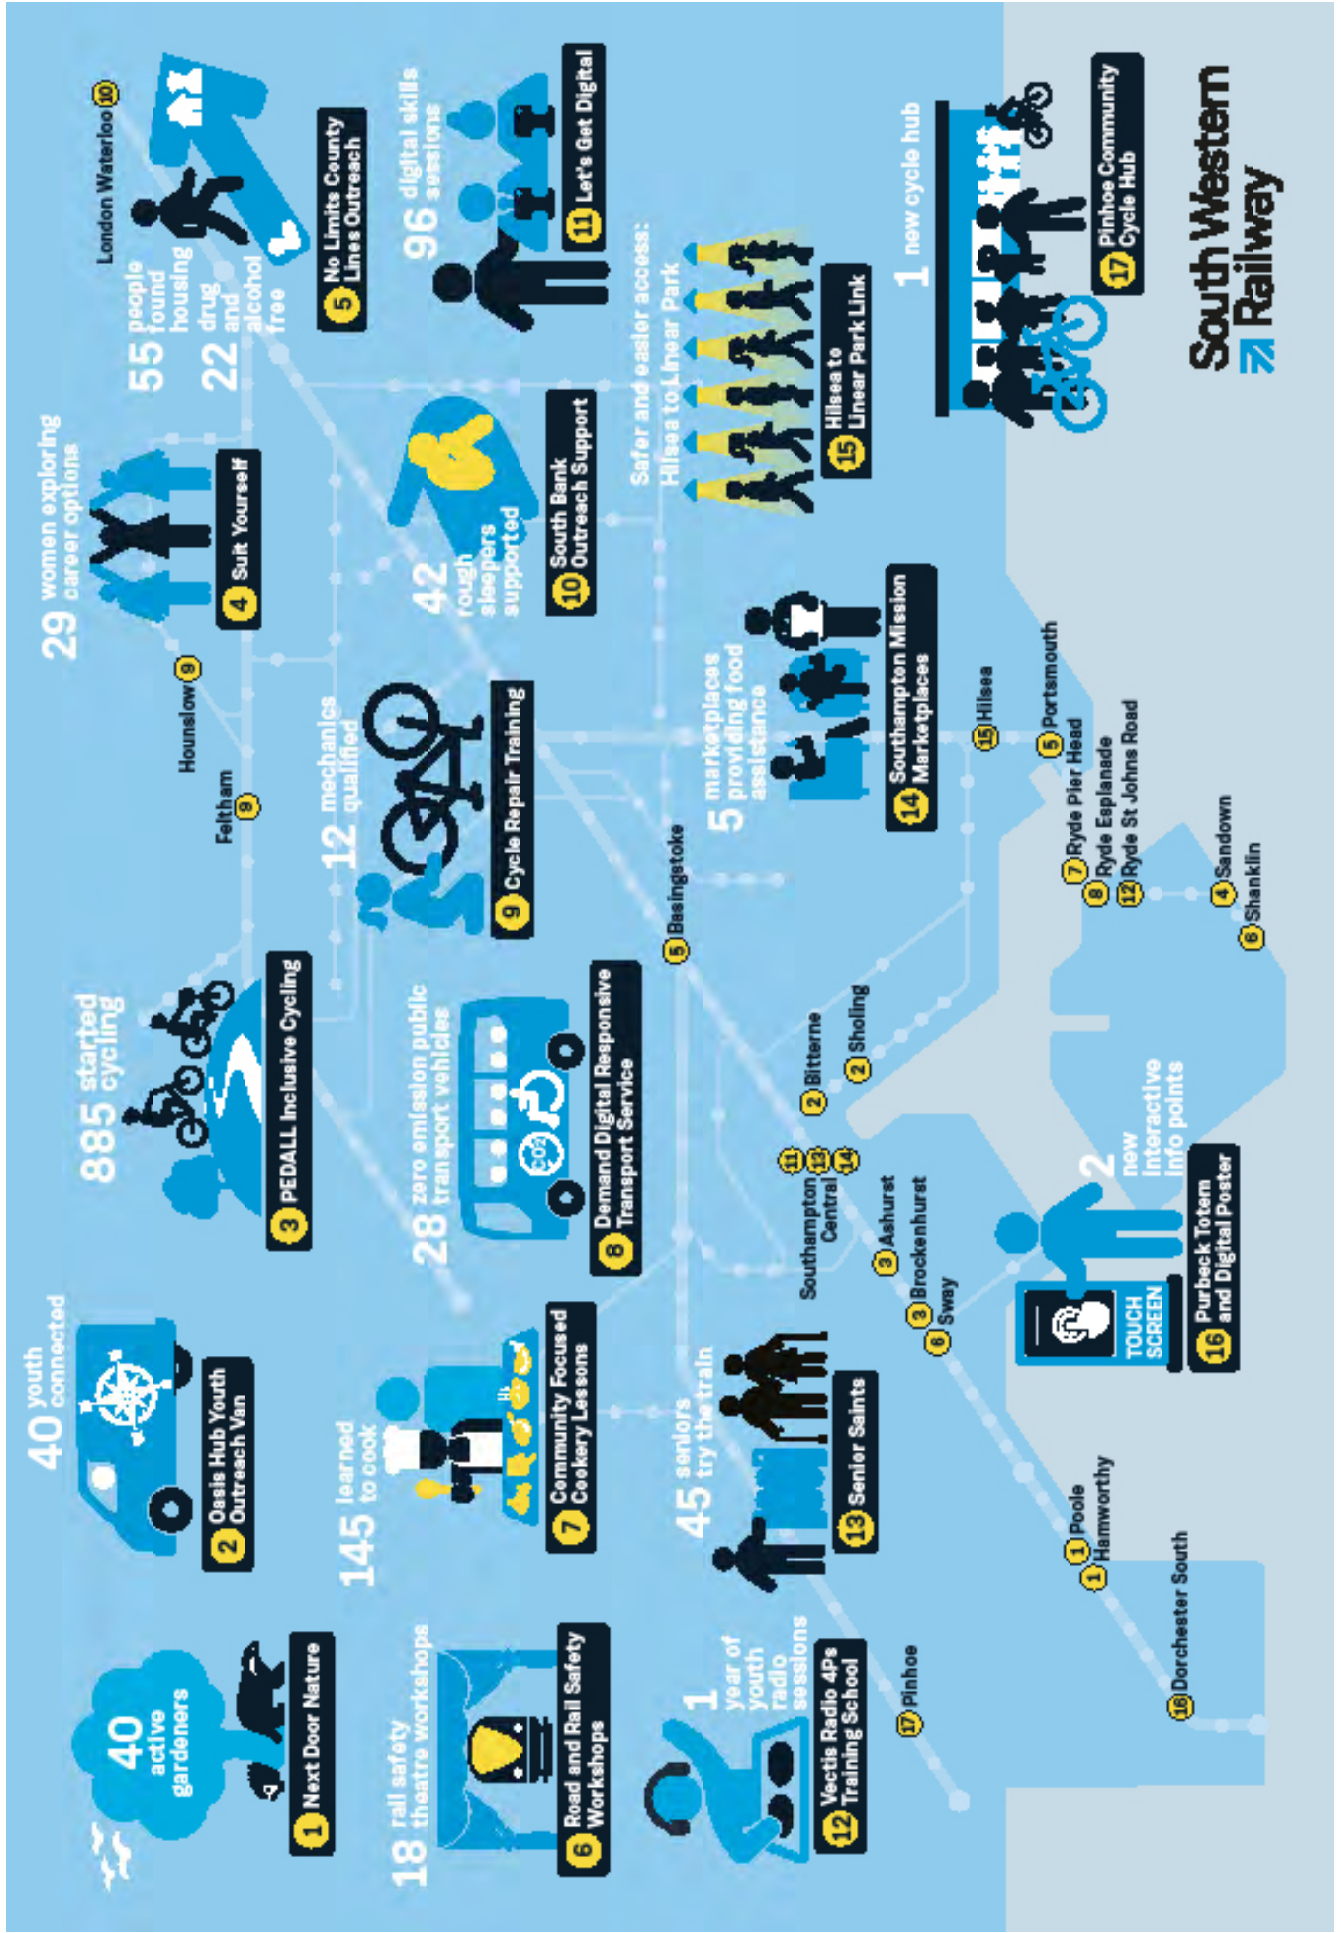 40 active
gardeners
1 Next Door Nature
40 youth
connected
2 Oasis Hub Youth
Outreach Van
885 started
cycling
3 PEDALL Inclusive Cycling
29 women exploring
career options
4 Suit Yourself
55 people
found
housing
22 drug
and
alcohol
free
5 No Limits County
Lines Outreach
London Waterloo 10
Hounslow 9
Feltham 9
18 rail safety
theatre workshops
6 Road and Rail Safety
Workshops
145 learned
to cook
7 Community Focused
Cookery Lessons
28 zero emission public
transport vehicles
CO2
8 Demand Digital Responsive
Transport Service
12 mechanics
qualified
9 Cycle Repair Training
42 rough
sleepers
supported
10 South Bank
Outreach Support
96 digital skills
sessions
11 Let's Get Digital
1 year of
youth
radio
sessions
12 Vectis Radio 4Ps
Training School
45 seniors
try the train
13 Senior Saints
5 Basingstoke
5 marketplaces
providing food
assistance
14 Southampton Mission
Marketplaces
Safer and easier access:
Hilsea to Linear Park
15 Hilsea to
Linear Park Link
1 new cycle hub
17 Pinhoe Community
Cycle Hub
2 Bitterne
2 Sholing
Southampton
Central
11
13
14
3 Ashurst
3 Brockenhurst
6 Sway
17 Pinhoe
15 Hilsea
5 Portsmouth
7 Ryde Pier Head
8 Ryde Esplanade
12 Ryde St Johns Road
4 Sandown
6 Shanklin
1 Poole
1 Hamworthy
16 Dorchester South
TOUCH
SCREEN
2 new
interactive
info points
16 Purbeck Totem
and Digital Poster
South Western
Railway